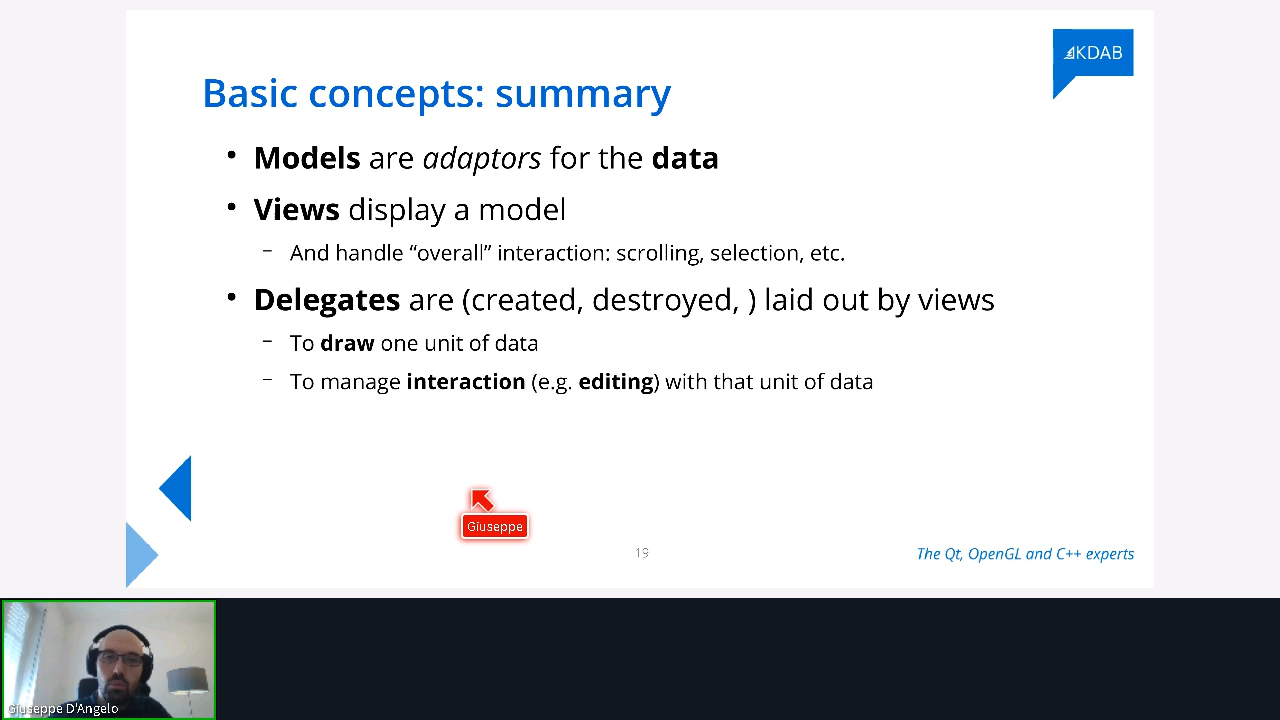 KDAB
Basic concepts: summary
• Models are adaptors for the data
• Views display a model
– And handle “overall” interaction: scrolling, selection, etc.
• Delegates are (created, destroyed, ) laid out by views
– To draw one unit of data
– To manage interaction (e.g. editing) with that unit of data
Giuseppe
19
The Qt, OpenGL and C++ experts
Giuseppe D'Angelo